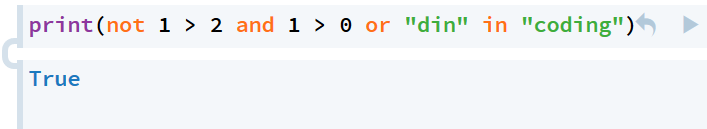 print(not 1 > 2 and 1 > 0 or "din" in "coding")
True